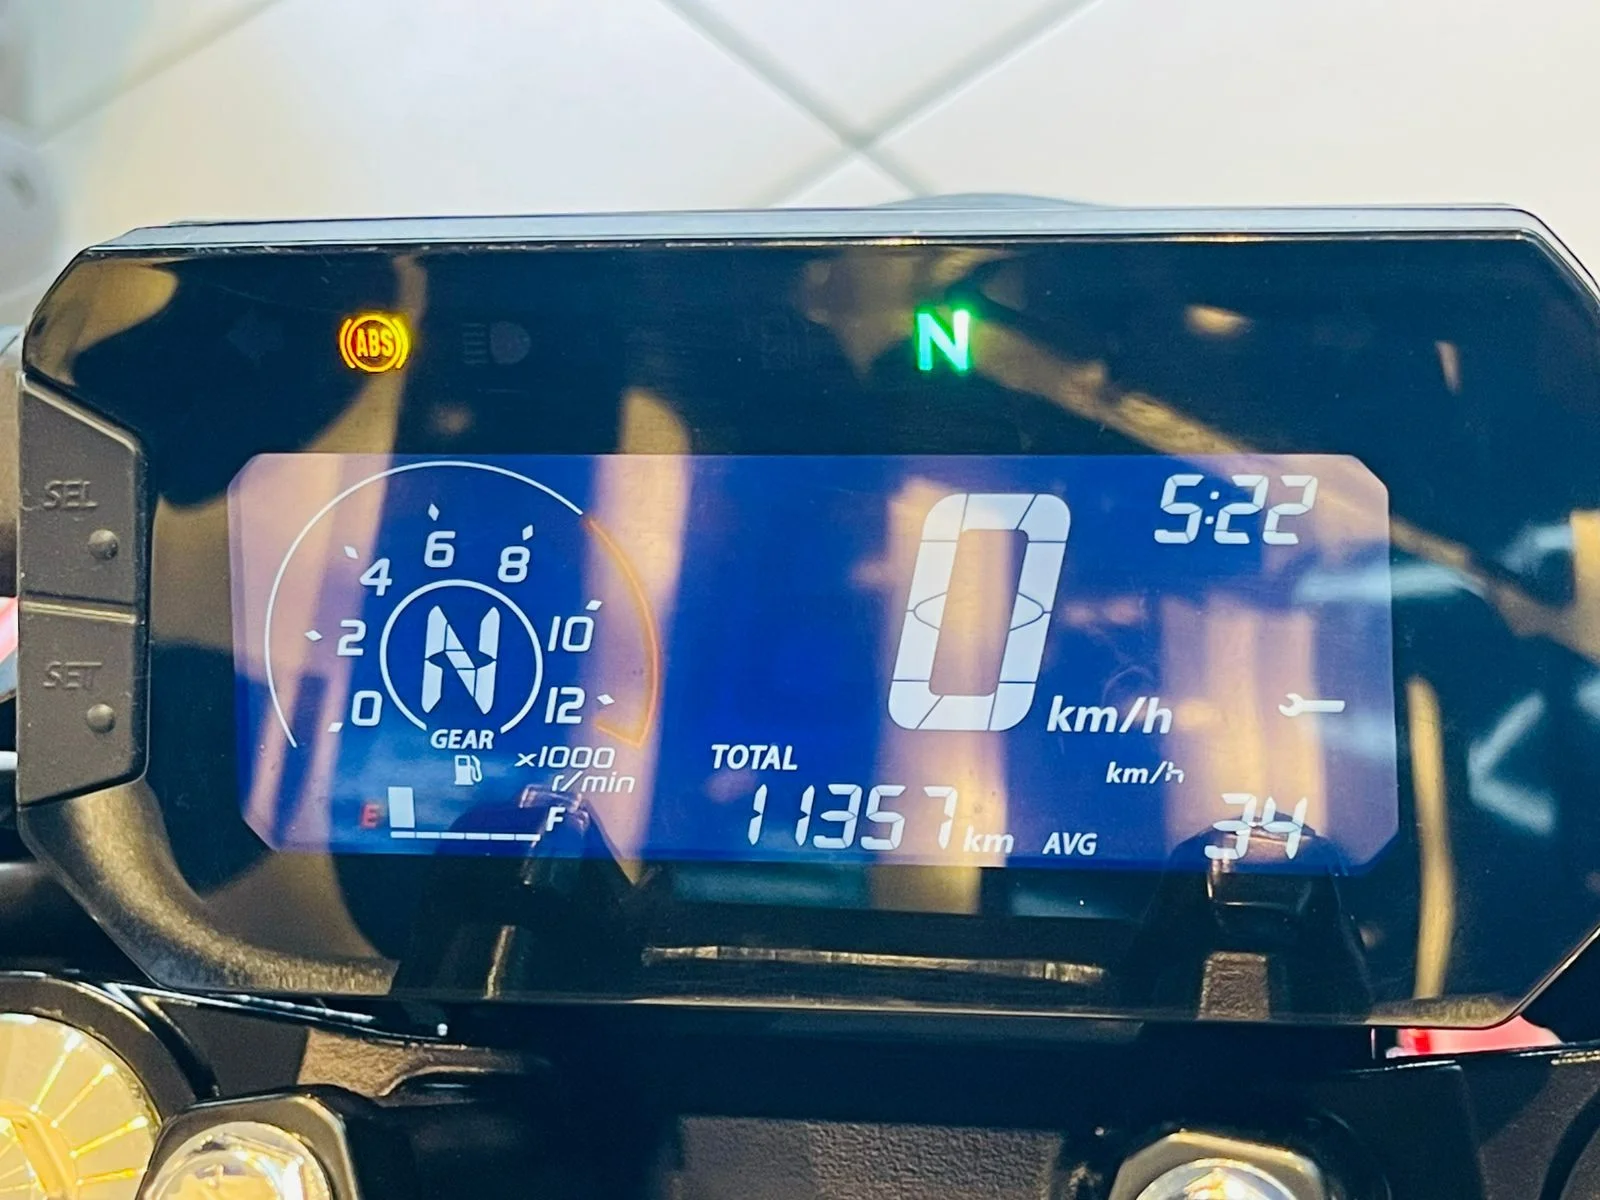 ABS
N
SEL
SET
5:22
0 2 4 6 8 10 12
N
GEAR
x1000
r/min
E F
0 km/h
TOTAL
11357 km
km/h
AVG 34